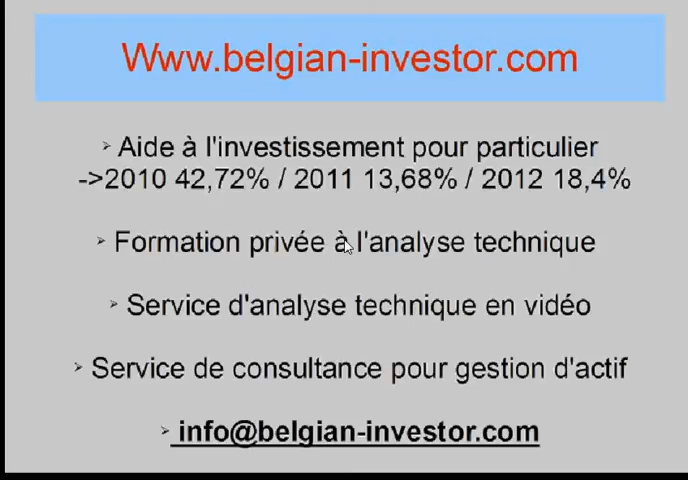 Www.belgian-investor.com
➢ Aide à l'investissement pour particulier
->2010 42,72% / 2011 13,68% / 2012 18,4%
➢ Formation privée à l'analyse technique
➢ Service d'analyse technique en vidéo
➢ Service de consultance pour gestion d'actif
➢ info@belgian-investor.com